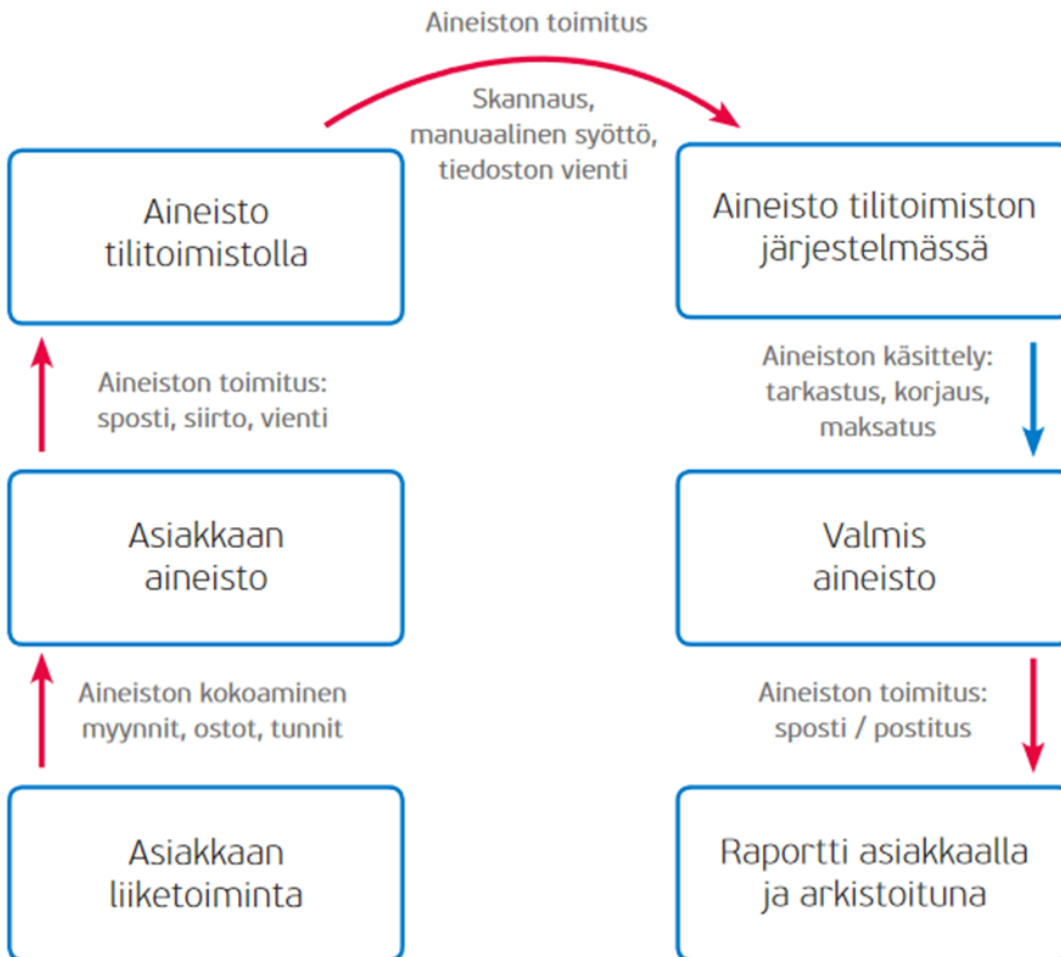 Aineiston toimitus
Skannaus,
manuaalinen syöttö,
tiedoston vienti
Aineisto
tilitoimistolla
Aineisto tilitoimiston
järjestelmässä
Aineiston toimitus:
sposti, siirto, vienti
Aineiston käsittely:
tarkastus, korjaus,
maksatus
Asiakkaan
aineisto
Valmis
aineisto
Aineiston kokoaminen
myynnit, ostot, tunnit
Aineiston toimitus:
sposti / postitus
Asiakkaan
liiketoiminta
Raportti asiakkaalla
ja arkistoituna